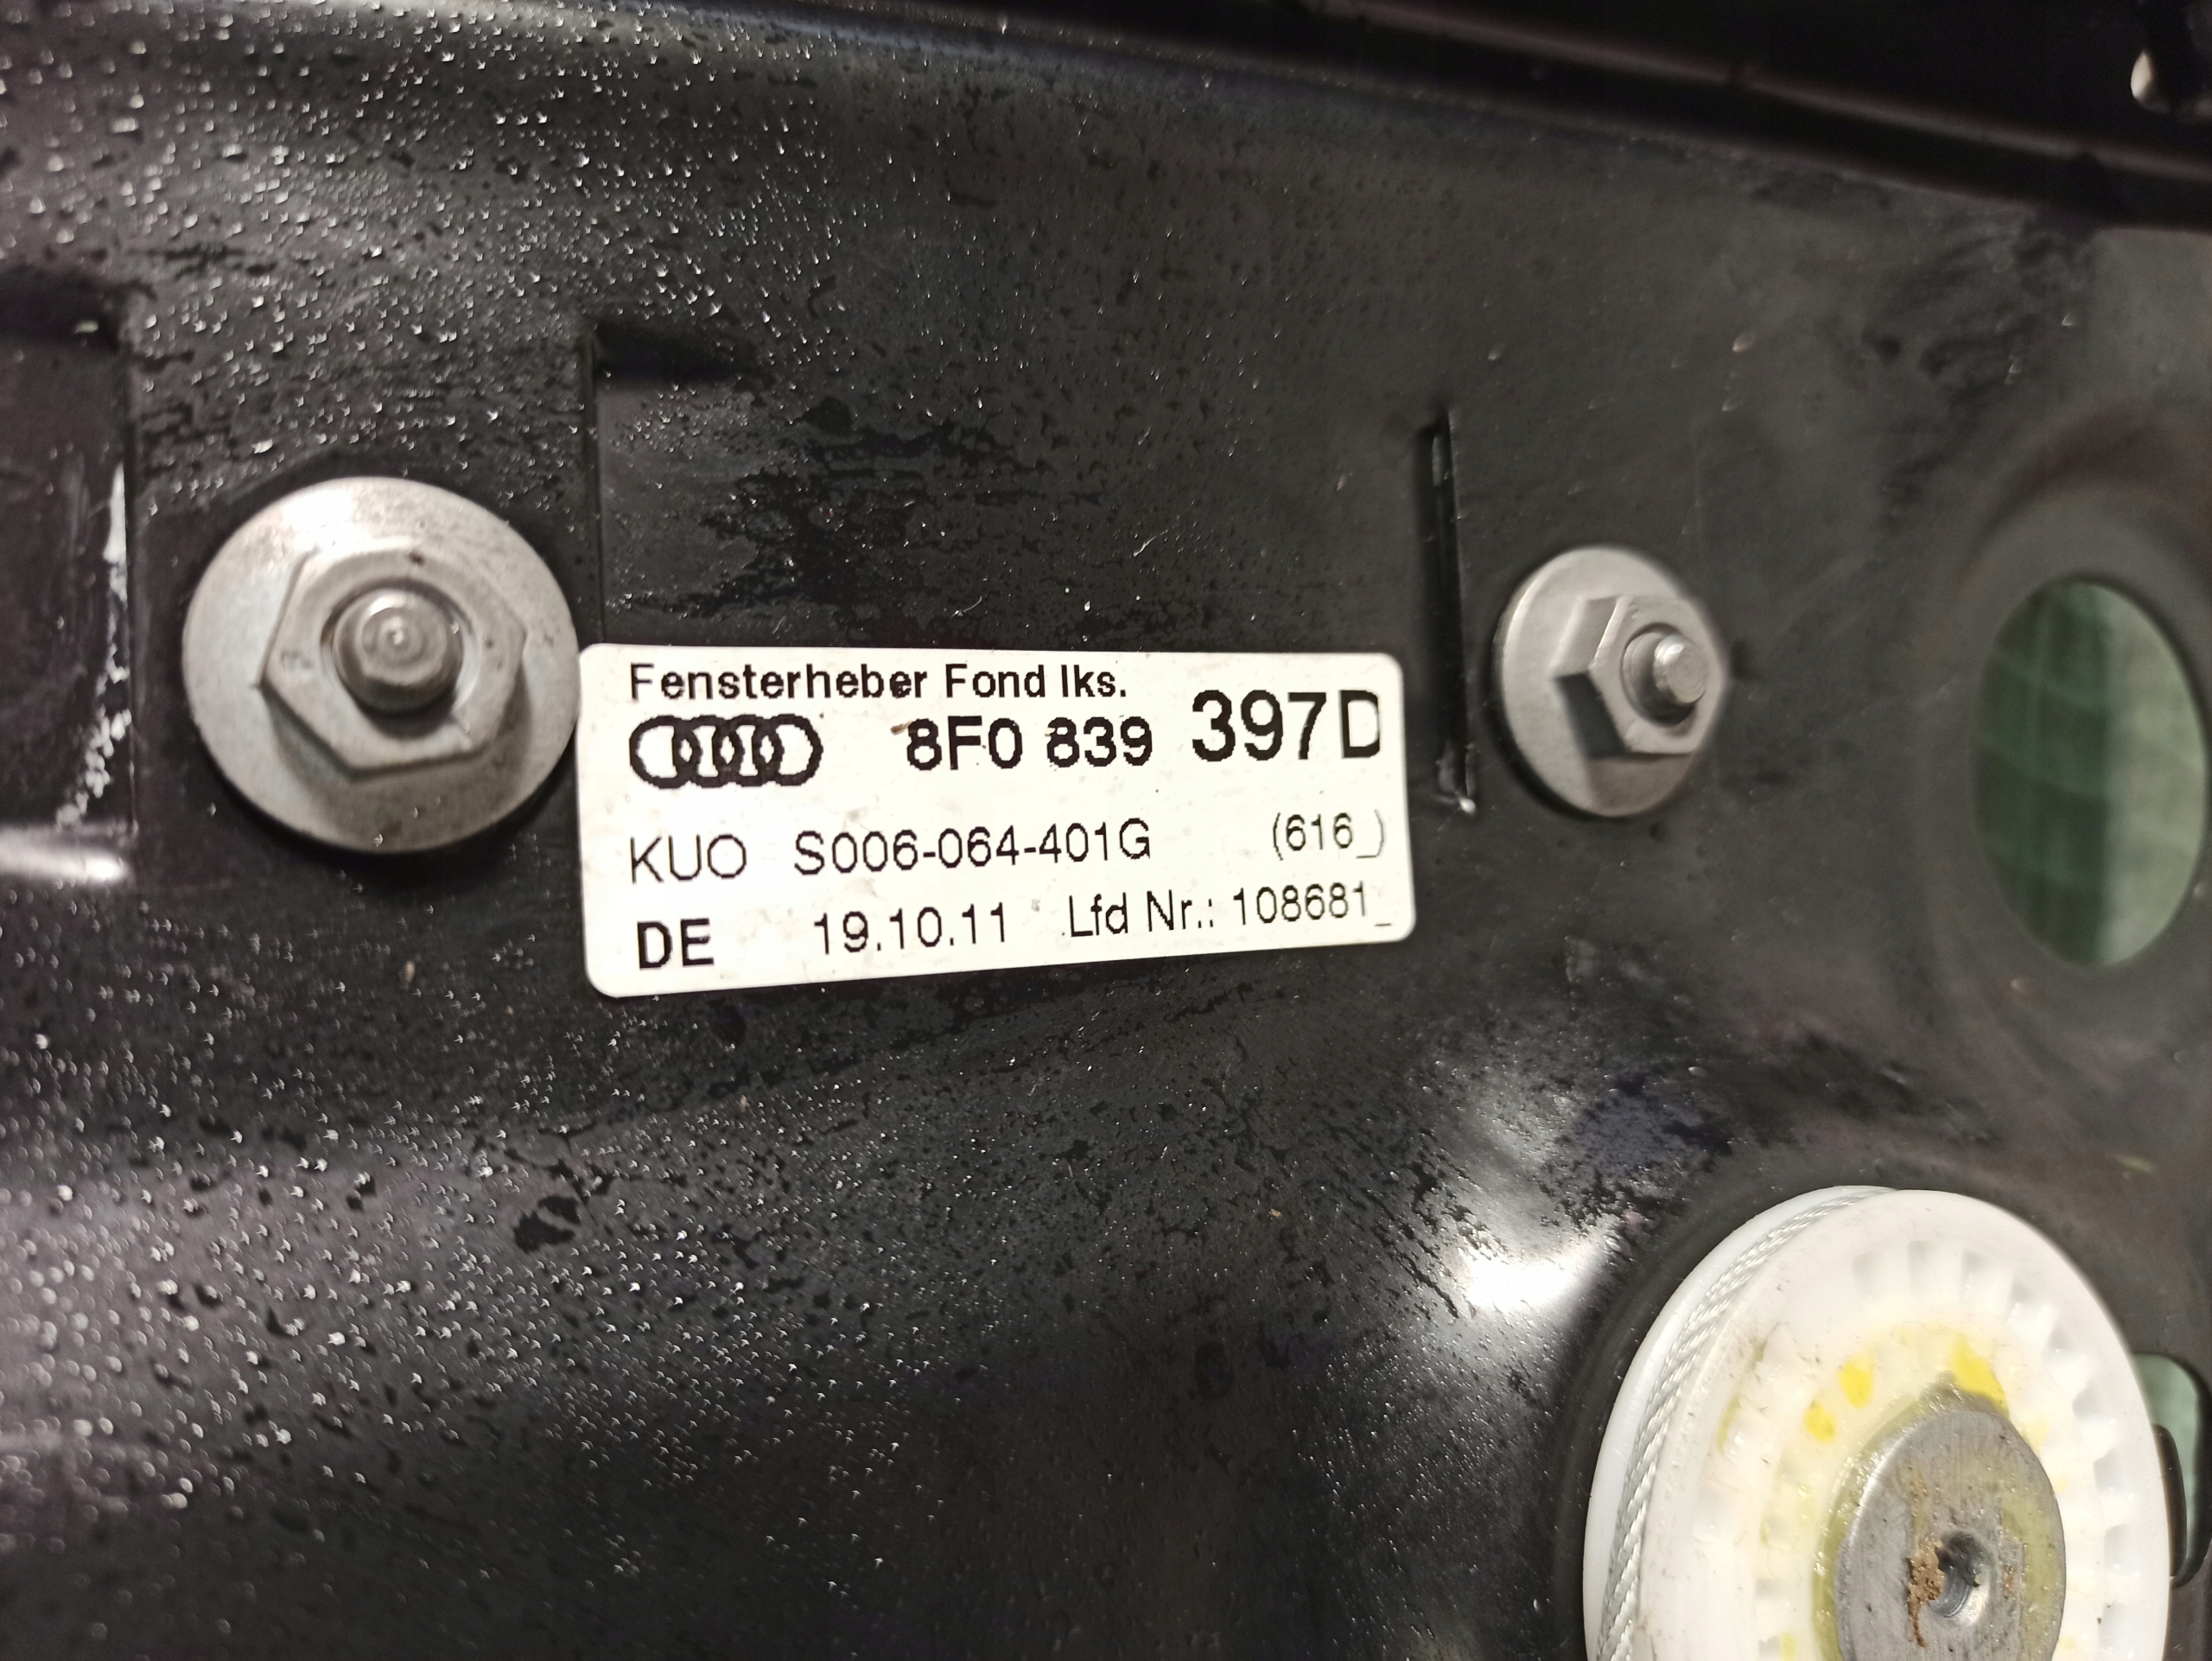 Fensterheber Fond lks.
8F0 839 397D
KUO S006-064-401G (616_)
DE 19.10.11 Lfd Nr.: 108681_